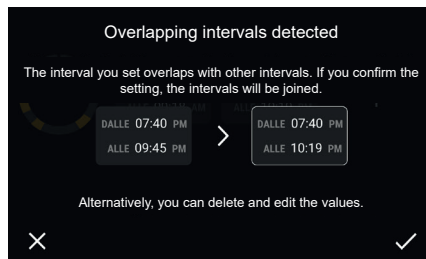 Overlapping intervals detected
The interval you set overlaps with other intervals. If you confirm the
setting, the intervals will be joined.
DALLE 07:40 PM
ALLE 09:45 PM
DALLE 07:40 PM
ALLE 10:19 PM
Alternatively, you can delete and edit the values.